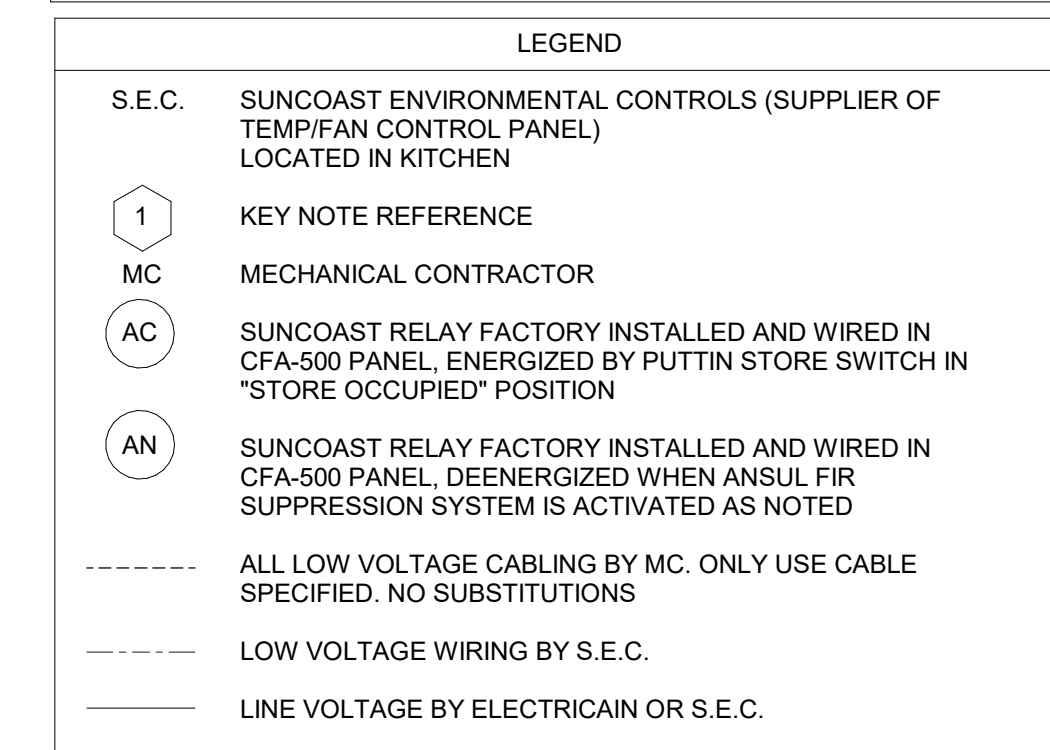 LEGEND
S.E.C. SUNCOAST ENVIRONMENTAL CONTROLS (SUPPLIER OF
TEMP/FAN CONTROL PANEL)
LOCATED IN KITCHEN
1 KEY NOTE REFERENCE
MC MECHANICAL CONTRACTOR
AC SUNCOAST RELAY FACTORY INSTALLED AND WIRED IN
CFA-500 PANEL, ENERGIZED BY PUTTIN STORE SWITCH IN
"STORE OCCUPIED" POSITION
AN SUNCOAST RELAY FACTORY INSTALLED AND WIRED IN
CFA-500 PANEL, DEENERGIZED WHEN ANSUL FIR
SUPPRESSION SYSTEM IS ACTIVATED AS NOTED
ALL LOW VOLTAGE CABLING BY MC. ONLY USE CABLE
SPECIFIED. NO SUBSTITUTIONS
LOW VOLTAGE WIRING BY S.E.C.
LINE VOLTAGE BY ELECTRICAIN OR S.E.C.